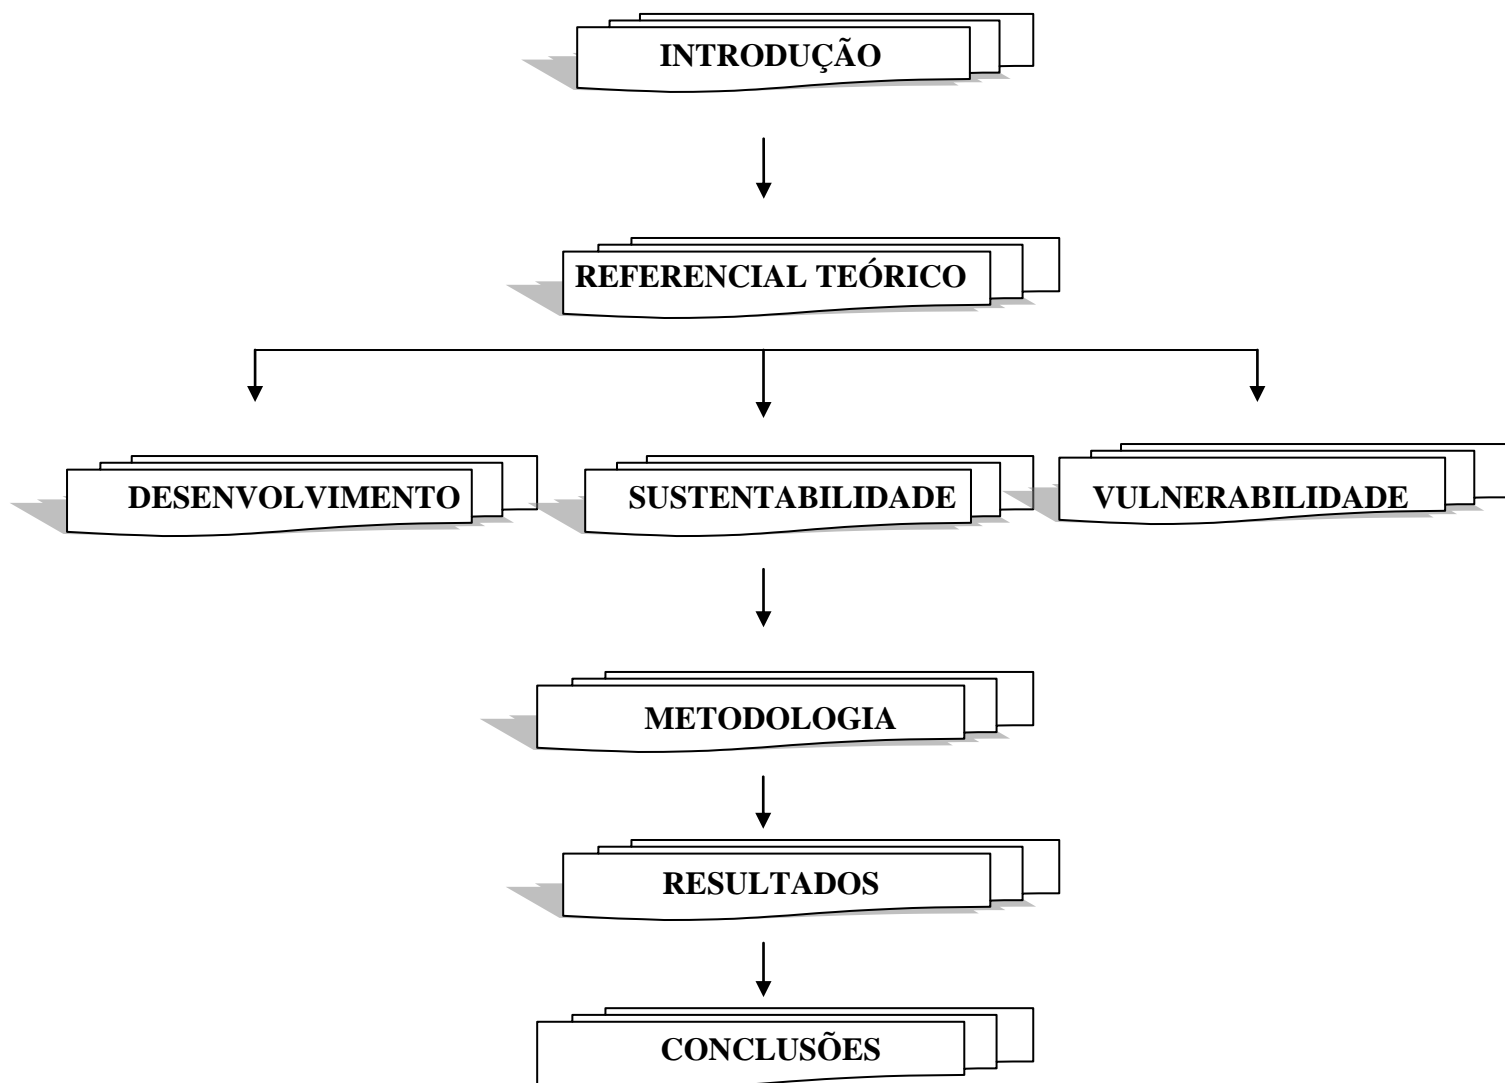 INTRODUÇÃO
REFERENCIAL TEÓRICO
DESENVOLVIMENTO
SUSTENTABILIDADE
VULNERABILIDADE
METODOLOGIA
RESULTADOS
CONCLUSÕES